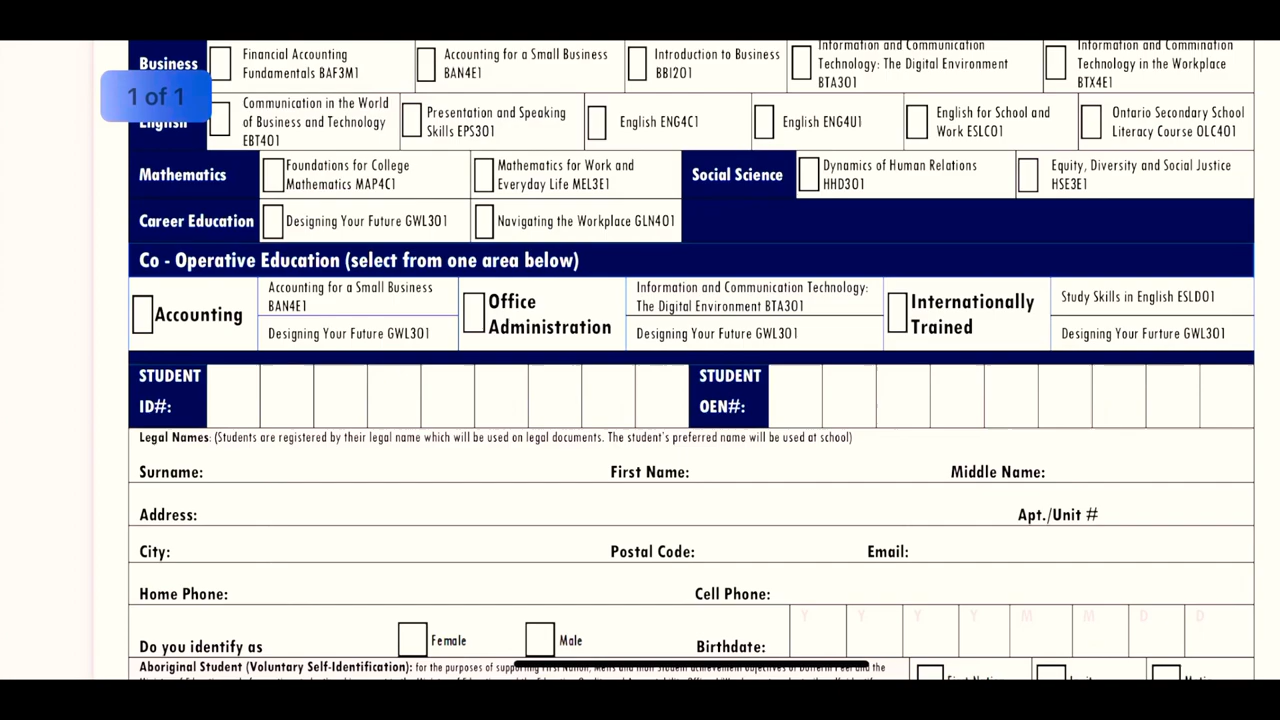 Business
Financial Accounting
Fundamentals BAF3M1
Accounting for a Small Business
BAN4E1
Introduction to Business
BBI2O1
Information and Communication
Technology: The Digital Environment
BTA3O1
Information and Commination
Technology in the Workplace
BTX4E1
1 of 1
English
Communication in the World
of Business and Technology
EBT4O1
Presentation and Speaking
Skills EPS3O1
English ENG4C1
English ENG4U1
English for School and
Work ESLCO1
Ontario Secondary School
Literacy Course OLC4O1
Mathematics
Foundations for College
Mathematics MAP4C1
Mathematics for Work and
Everyday Life MEL3E1
Social Science
Dynamics of Human Relations
HHD3O1
Equity, Diversity and Social Justice
HSE3E1
Career Education
Designing Your Future GWL3O1
Navigating the Workplace GLN4O1
Co - Operative Education (select from one area below)
Accounting
Accounting for a Small Business
BAN4E1
Designing Your Future GWL3O1
Office
Administration
Information and Communication Technology:
The Digital Environment BTA3O1
Designing Your Future GWL3O1
Internationally
Trained
Study Skills in English ESLDO1
Designing Your Furture GWL3O1
STUDENT
ID#:
STUDENT
OEN#:
Legal Names: (Students are registered by their legal name which will be used on legal documents. The student's preferred name will be used at school)
Surname: First Name: Middle Name:
Address: Apt./Unit #
City: Postal Code: Email:
Home Phone: Cell Phone:
Y Y Y Y M M D D
Do you identify as Female Male Birthdate:
Aboriginal Student (Voluntary Self-Identification): for the purposes of